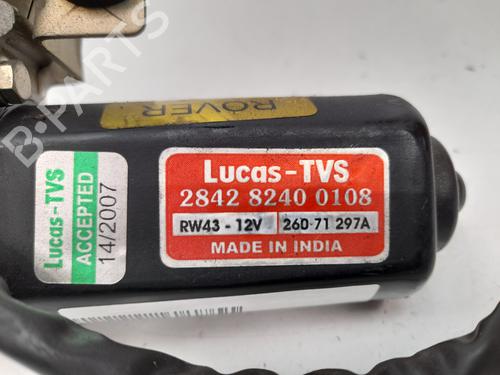 B-PARTS
ROVER
Lucas-TVS
ACCEPTED
14/2007
Lucas-TVS
2842 8240 0108
RW43 - 12V 260-71 297A
MADE IN INDIA